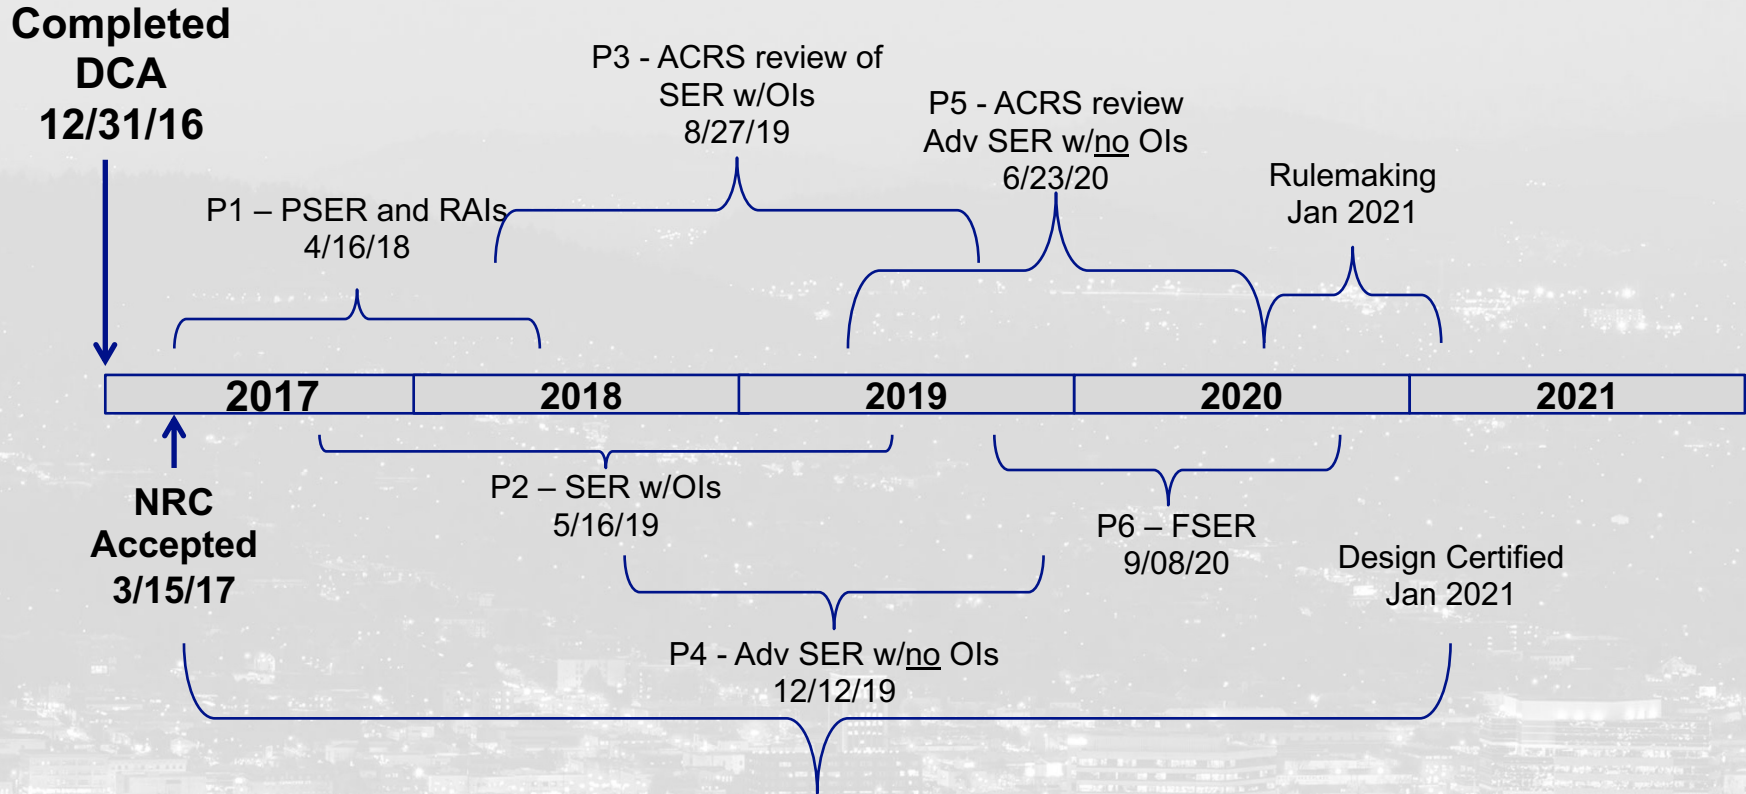 Completed
DCA
12/31/16
P3 - ACRS review of
SER w/OIs
8/27/19
P5 - ACRS review
Adv SER w/no OIs
6/23/20
Rulemaking
Jan 2021
P1 – PSER and RAIs
4/16/18
2017
2018
2019
2020
2021
NRC
Accepted
3/15/17
P2 – SER w/OIs
5/16/19
P6 – FSER
9/08/20
Design Certified
Jan 2021
P4 - Adv SER w/no OIs
12/12/19